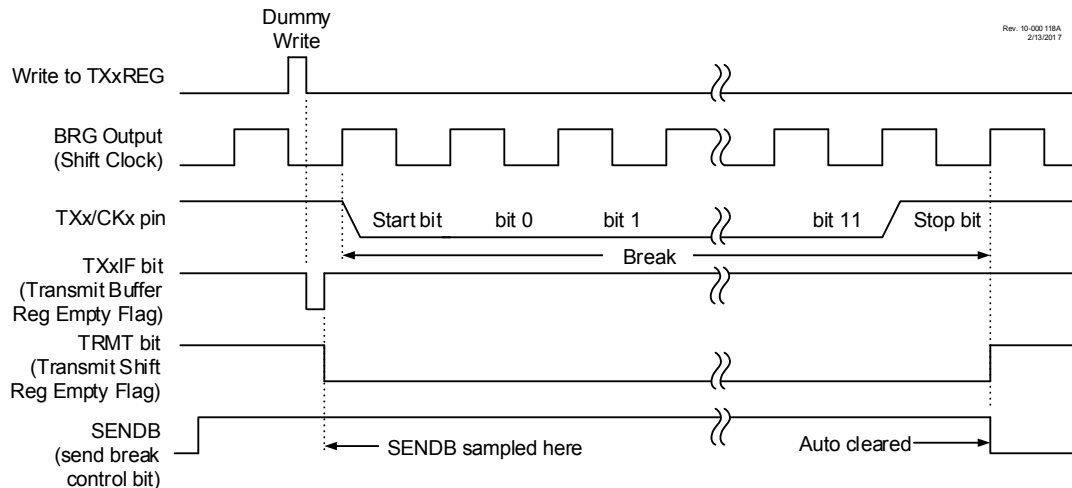 Dummy
Write
Rev. 10-000118A
2/13/2017
Write to TXxREG
BRG Output
(Shift Clock)
TXx/CKx pin
Start bit
bit 0
bit 1
bit 11
Stop bit
Break
TXxIF bit
(Transmit Buffer
Reg Empty Flag)
TRMT bit
(Transmit Shift
Reg Empty Flag)
SENDB
(send break
control bit)
SENDB sampled here
Auto cleared